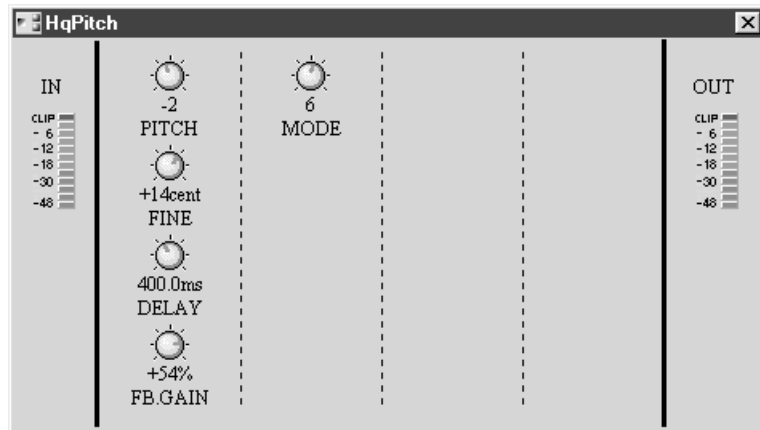 HqPitch
IN
CLIP
- 6
-12
-18
-30
-48
-2
PITCH
+14cent
FINE
400.0ms
DELAY
+54%
FB.GAIN
6
MODE
OUT
CLIP
- 6
-12
-18
-30
-48